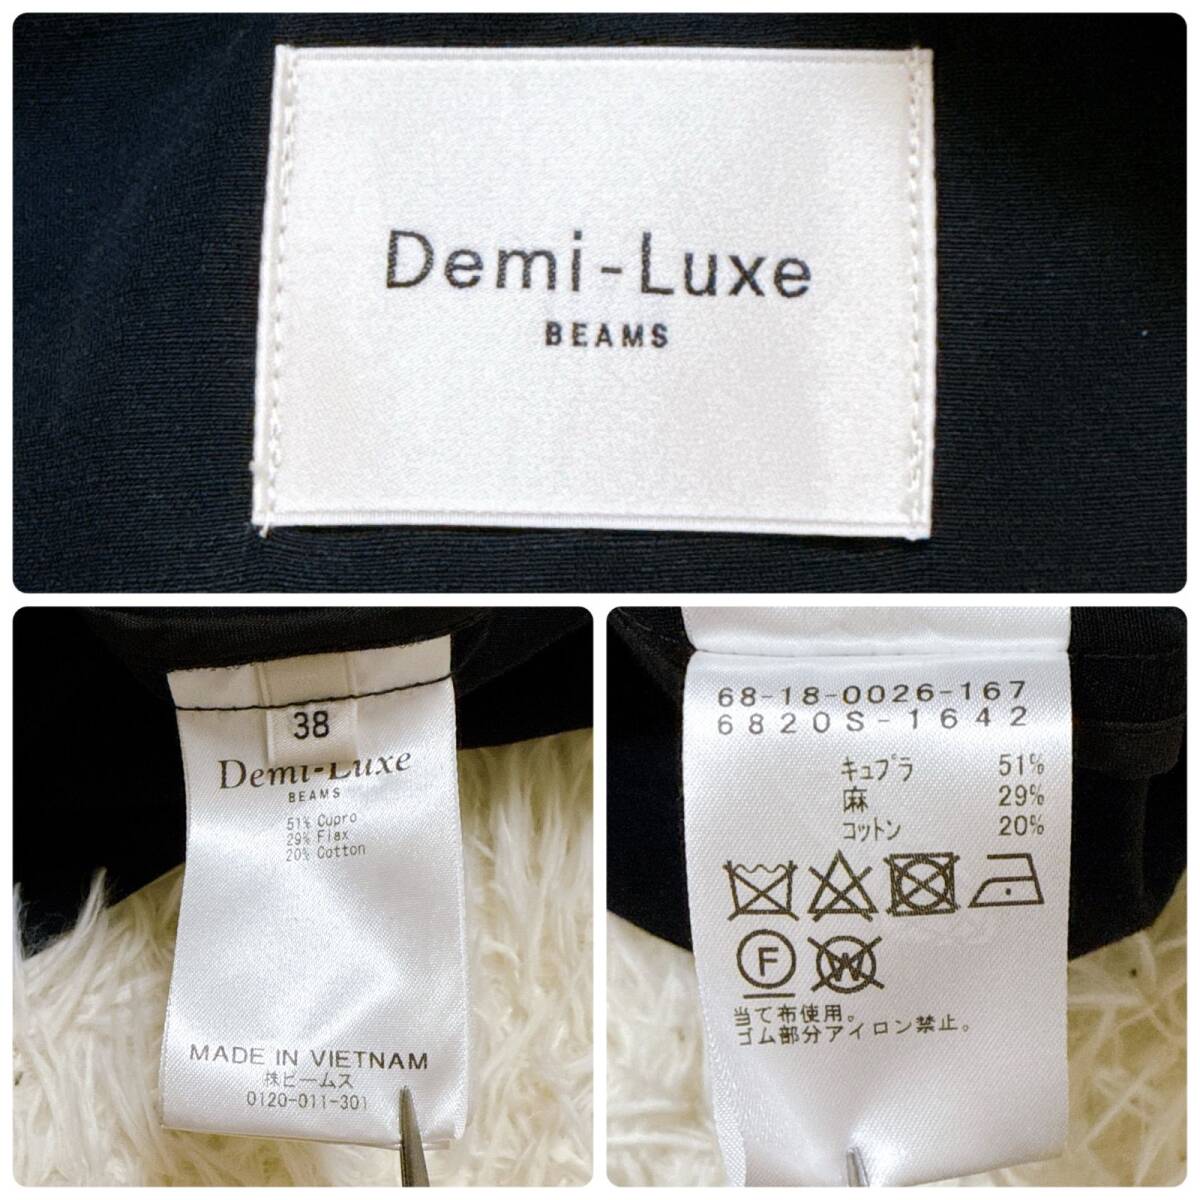 Demi-Luxe
BEAMS
38
Demi-Luxe
BEAMS
51% Cupro
29% Flax
20% Cotton
MADE IN VIETNAM
㈱ビームス
0120-011-301
68-18-0026-167
6820S-1642
キュプラ 51%
麻 29%
コットン 20%
F
W
当て布使用。
ゴム部分アイロン禁止。